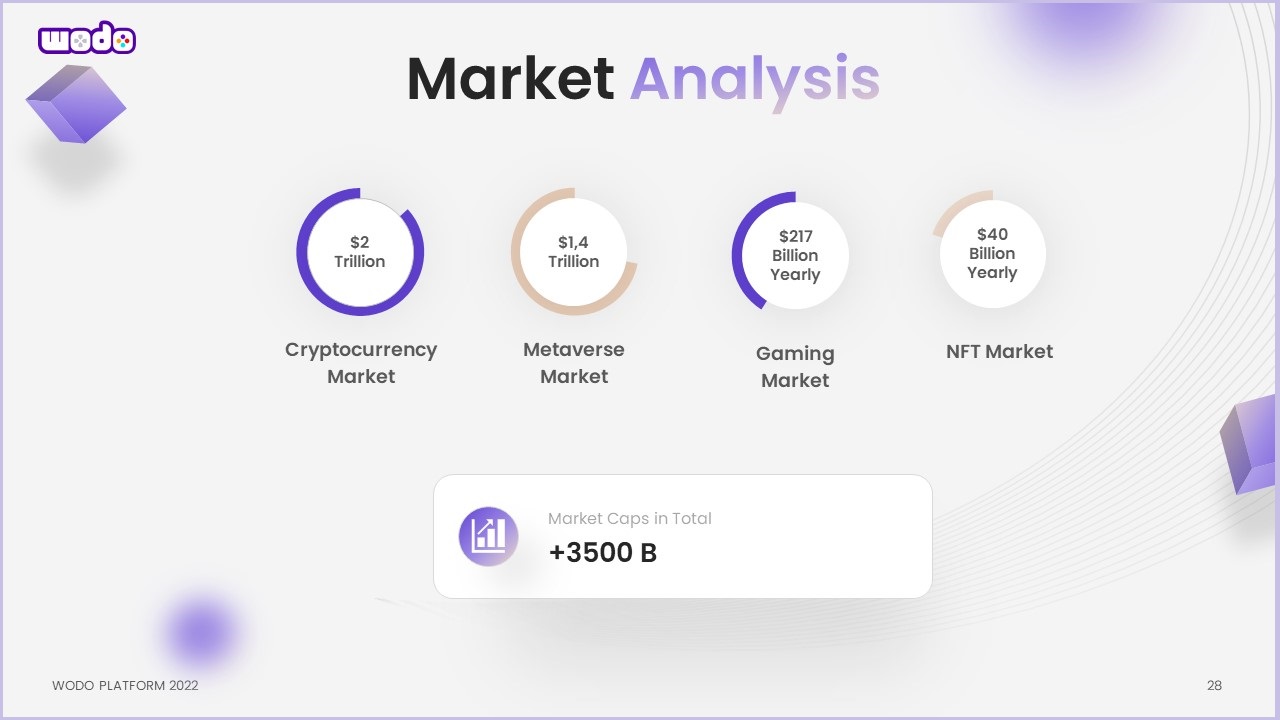 wodo
Market Analysis
$2
Trillion
Cryptocurrency
Market
$1,4
Trillion
Metaverse
Market
$217
Billion
Yearly
Gaming
Market
$40
Billion
Yearly
NFT Market
Market Caps in Total
+3500 B
WODO PLATFORM 2022
28